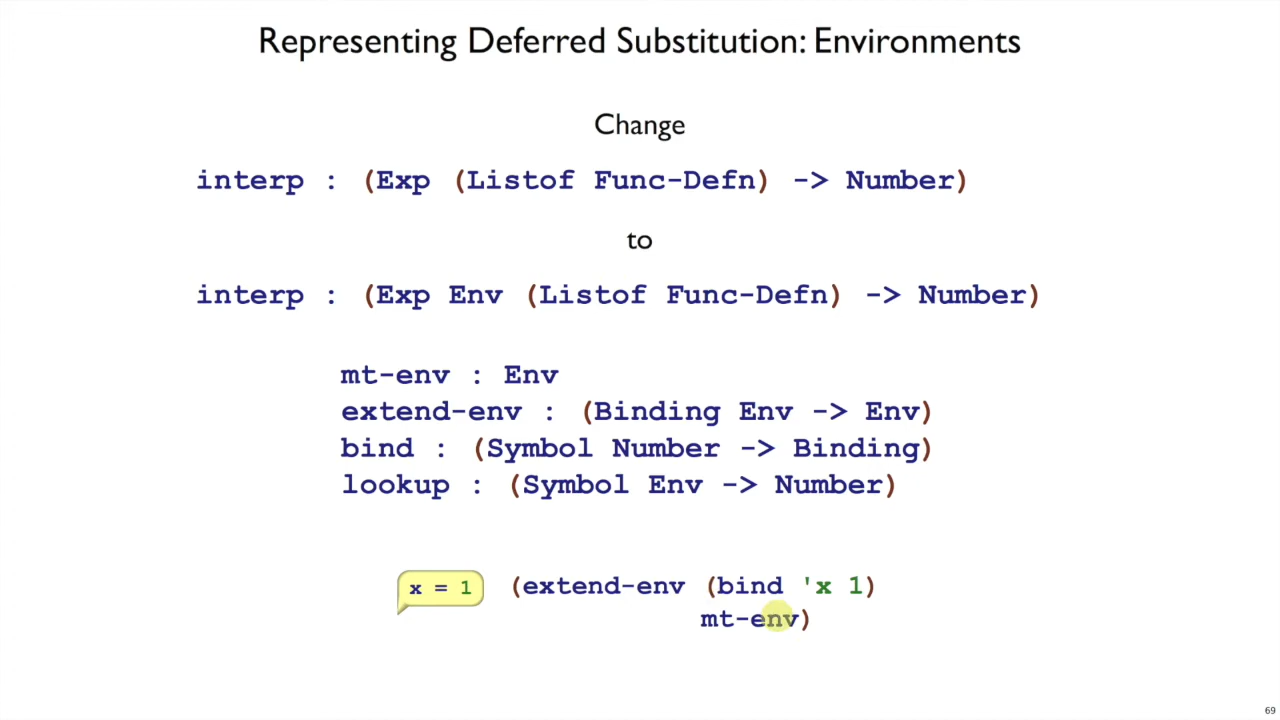 Representing Deferred Substitution: Environments
Change
interp : (Exp (Listof Func-Defn) -> Number)
to
interp : (Exp Env (Listof Func-Defn) -> Number)
mt-env : Env
extend-env : (Binding Env -> Env)
bind : (Symbol Number -> Binding)
lookup : (Symbol Env -> Number)
x = 1 (extend-env (bind 'x 1)
mt-env)
69